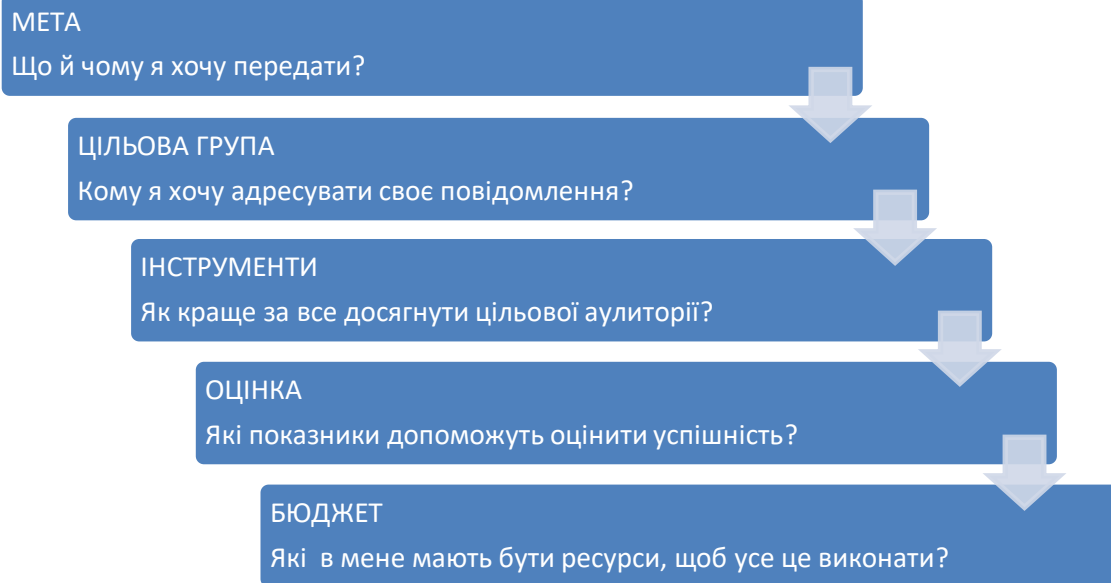 МЕТА
Що й чому я хочу передати?
ЦІЛЬОВА ГРУПА
Кому я хочу адресувати своє повідомлення?
ІНСТРУМЕНТИ
Як краще за все досягнути цільової аулиторії?
ОЦІНКА
Які показники допоможуть оцінити успішність?
БЮДЖЕТ
Які в мене мають бути ресурси, щоб усе це виконати?